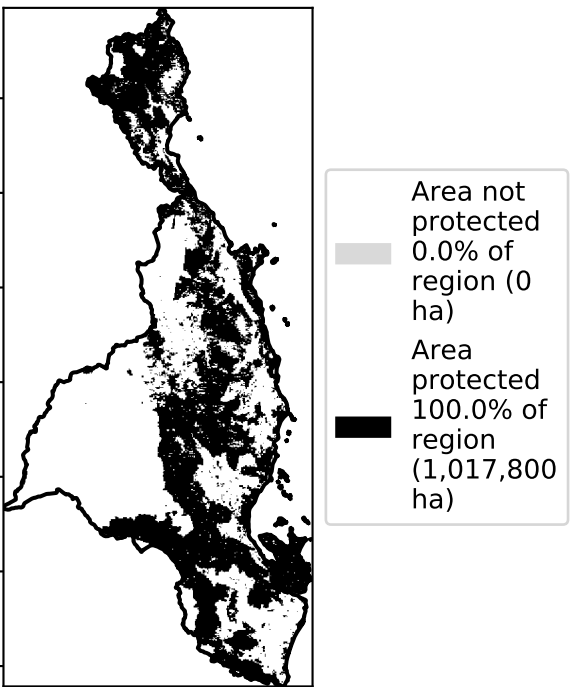 Area not
protected
0.0% of
region (0
ha)
Area
protected
100.0% of
region
(1,017,800
ha)